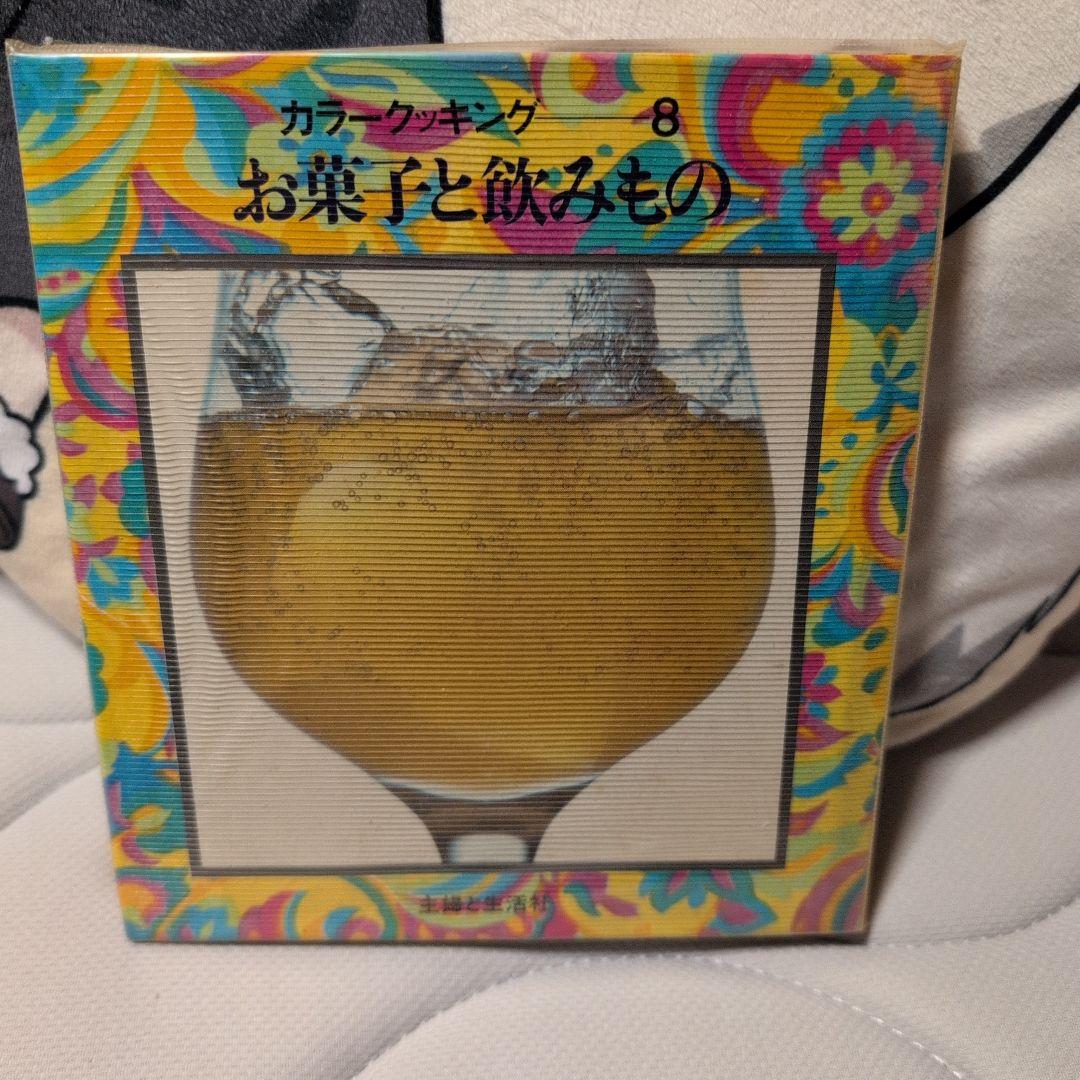 カラークッキング——8
お菓子と飲みもの
主婦と生活社